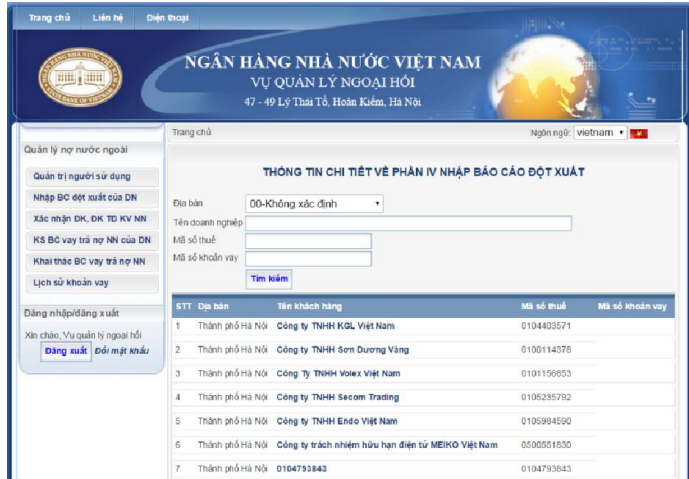 Trang chủ Liên hệ Điện thoại
NGÂN HÀNG NHÀ NƯỚC VIỆT NAM
VỤ QUẢN LÝ NGOẠI HỐI
47 - 49 Lý Thái Tổ, Hoàn Kiếm, Hà Nội
Trang chủ Ngôn ngữ: vietnam
Quản lý nợ nước ngoài
Quản trị người sử dụng
Nhập BC đột xuất của DN
Xác nhận ĐK, ĐK TĐ KV NN
KS BC vay trả nợ NN của DN
Khai thác BC vay trả nợ NN
Lịch sử khoản vay
Đăng nhập/đăng xuất
Xin chào, Vụ quản lý ngoại hối
Đăng xuất Đổi mật khẩu
THÔNG TIN CHI TIẾT VỀ PHẦN IV NHẬP BÁO CÁO ĐỘT XUẤT
Địa bàn 00-Không xác định
Tên doanh nghiệp
Mã số thuế
Mã số khoản vay
Tìm kiếm
STT Địa bàn Tên khách hàng Mã số thuế Mã số khoản vay
1 Thành phố Hà Nội Công ty TNHH KGL Việt Nam 0104403571
2 Thành phố Hà Nội Công ty TNHH Sơn Dương Vàng 0100114378
3 Thành phố Hà Nội Công Ty TNHH Volex Việt Nam 0101156853
4 Thành phố Hà Nội Công ty TNHH Secom Trading 0105235792
5 Thành phố Hà Nội Công ty TNHH Endo Việt Nam 0105984590
6 Thành phố Hà Nội Công ty trách nhiệm hữu hạn điện tử MEIKO Việt Nam 0500551830
7 Thành phố Hà Nội 0104793843 0104793843